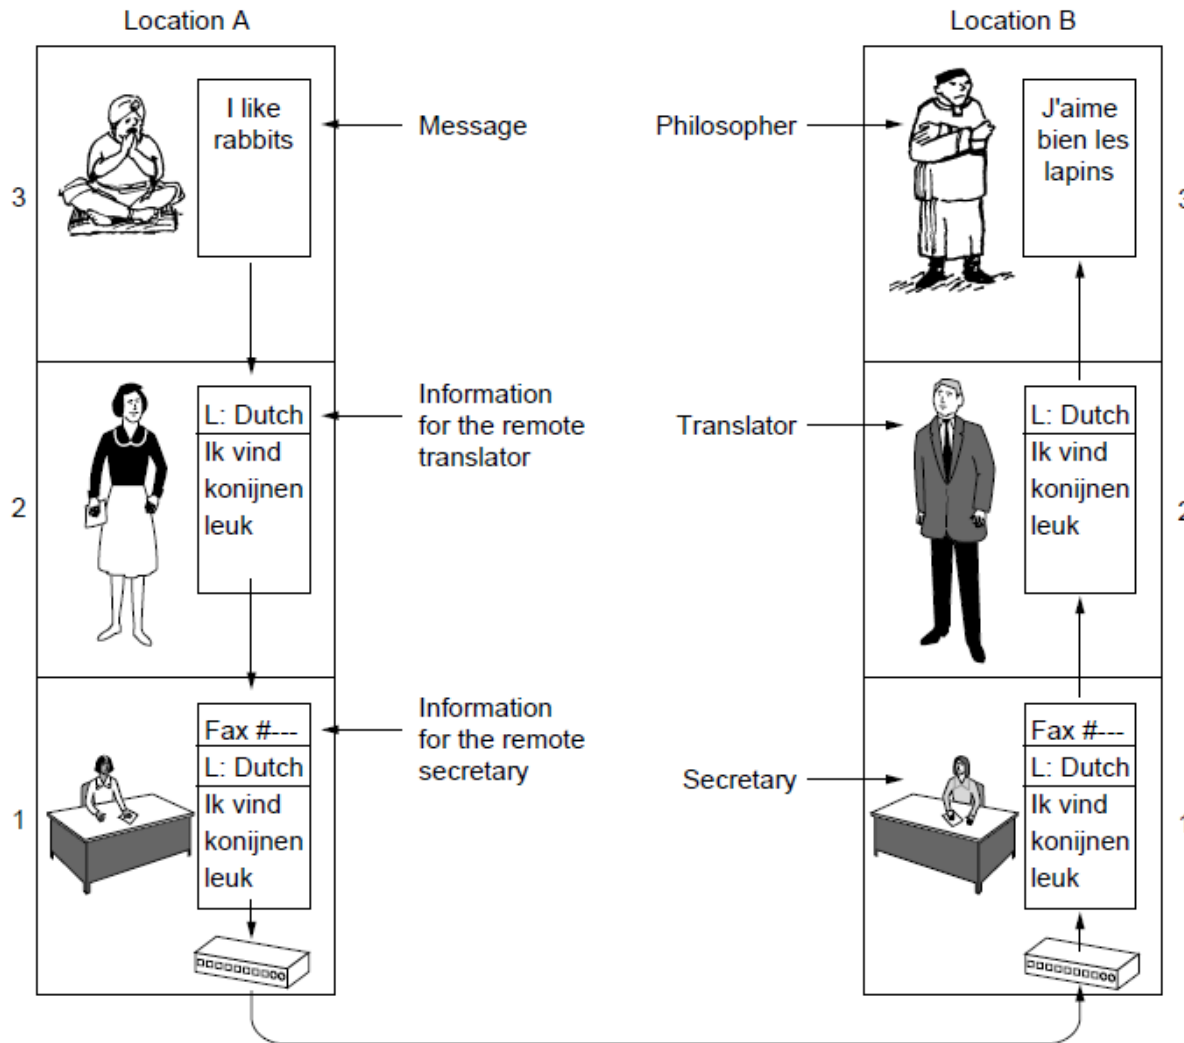 Location A
Location B
I like
rabbits
Message
Philosopher
J'aime
bien les
lapins
3
3
L: Dutch
Ik vind
konijnen
leuk
Information
for the remote
translator
Translator
L: Dutch
Ik vind
konijnen
leuk
2
2
Fax #---
L: Dutch
Ik vind
konijnen
leuk
Information
for the remote
secretary
Secretary
Fax #---
L: Dutch
Ik vind
konijnen
leuk
1
1